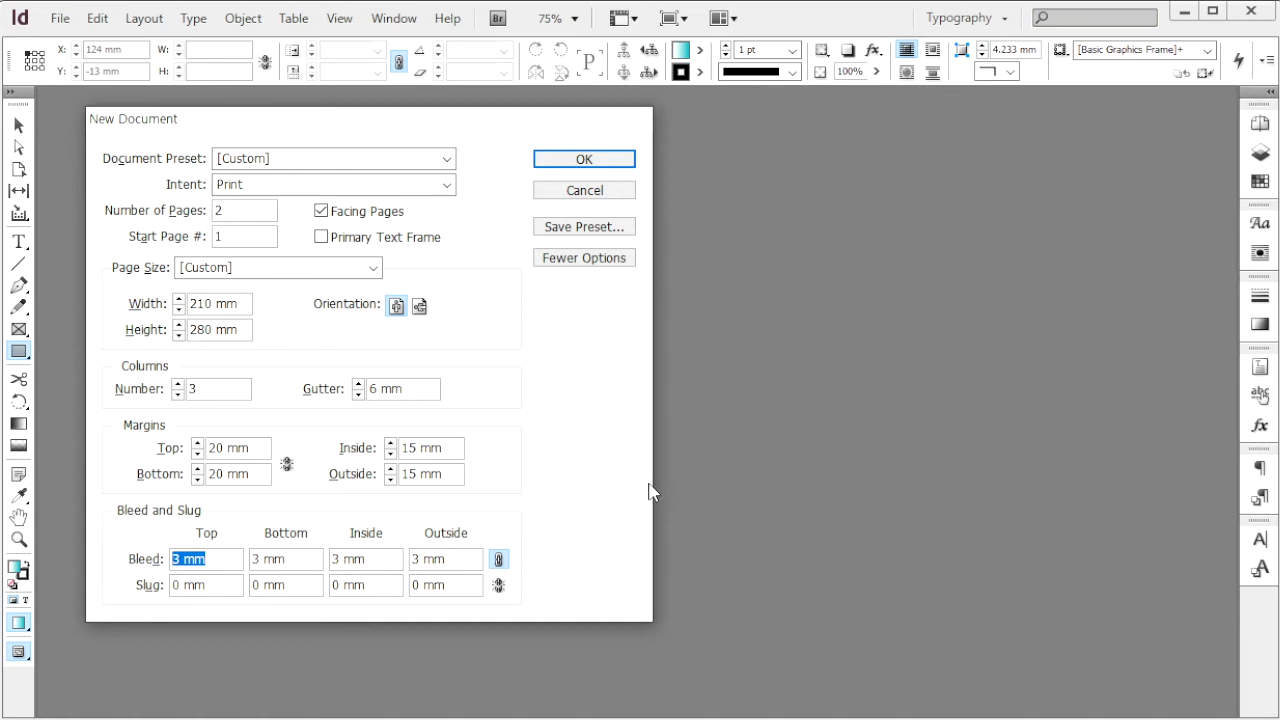 Id File Edit Layout Type Object Table View Window Help Br 75% Typography
X: 124 mm W: 1 pt 4.233 mm [Basic Graphics Frame]+
Y: -13 mm H: P 100% fx.
New Document
Document Preset: [Custom] OK
Intent: Print Cancel
Number of Pages: 2 Facing Pages
Start Page #: 1 Primary Text Frame Save Preset...
Page Size: [Custom] Fewer Options
Width: 210 mm Orientation:
Height: 280 mm
Columns
Number: 3 Gutter: 6 mm
Margins
Top: 20 mm Inside: 15 mm
Bottom: 20 mm Outside: 15 mm
Bleed and Slug
Top Bottom Inside Outside
Bleed: 3 mm 3 mm 3 mm 3 mm
Slug: 0 mm 0 mm 0 mm 0 mm
T
T
Aa
abc
fx
A
A